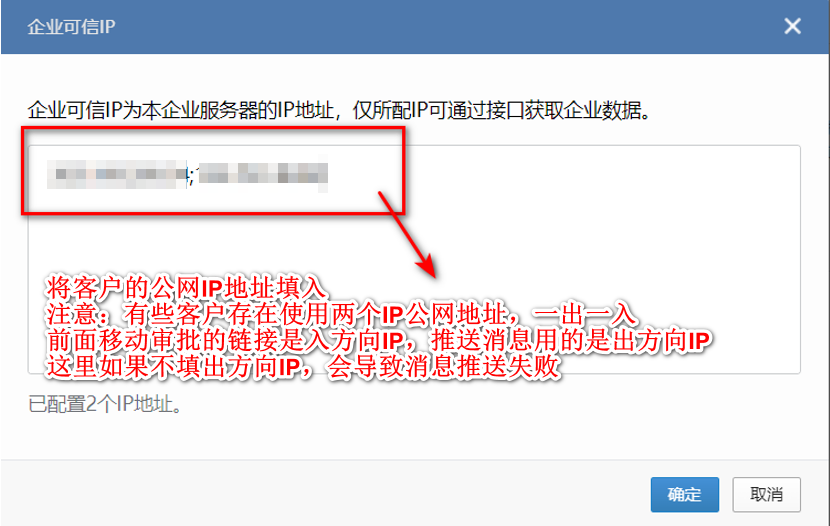 企业可信IP
企业可信IP为本企业服务器的IP地址，仅所配IP可通过接口获取企业数据。
将客户的公网IP地址填入
注意：有些客户存在使用两个IP公网地址，一出一入
前面移动审批的链接是入方向IP，推送消息用的是出方向IP
这里如果不填出方向IP，会导致消息推送失败
已配置2个IP地址。
确定
取消